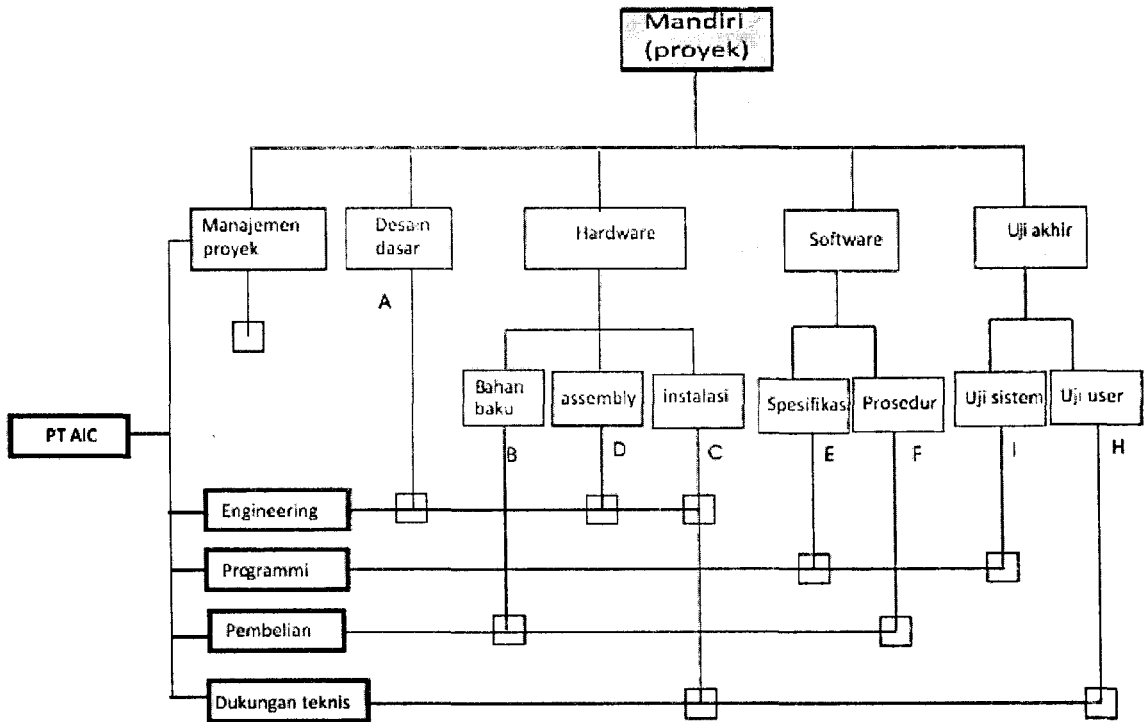 Mandiri
(proyek)
Manajemen
proyek
Desain
dasar
Hardware
Software
Uji akhir
A
Bahan
baku
assembly
instalasi
Spesifikasi
Prosedur
Uji sistem
Uji user
PT AIC
B
D
C
E
F
I
H
Engineering
Programmi
Pembelian
Dukungan teknis